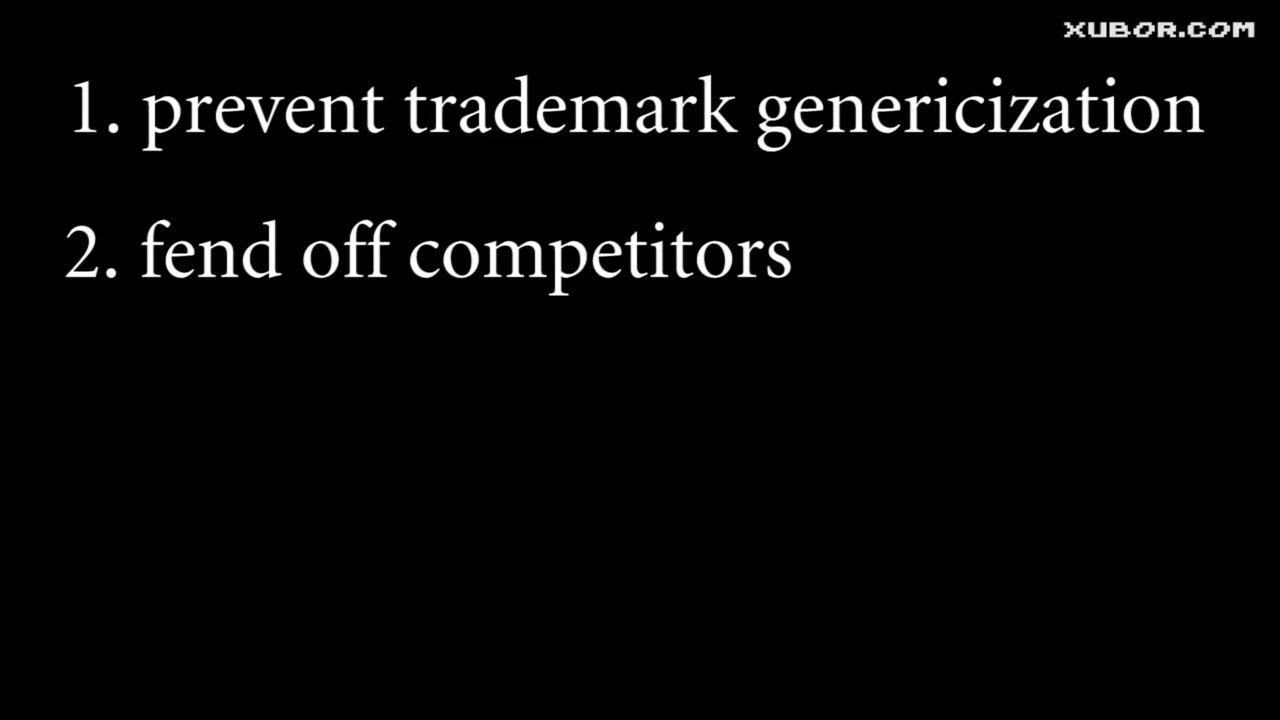 XUBOR.COM
1. prevent trademark genericization
2. fend off competitors